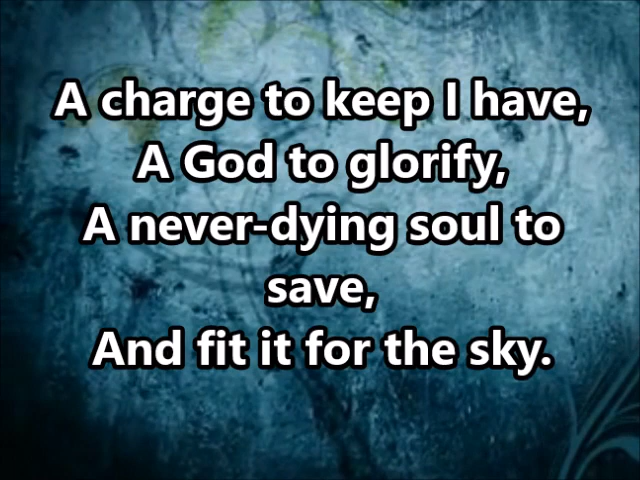 A charge to keep I have,
A God to glorify,
A never-dying soul to
save,
And fit it for the sky.